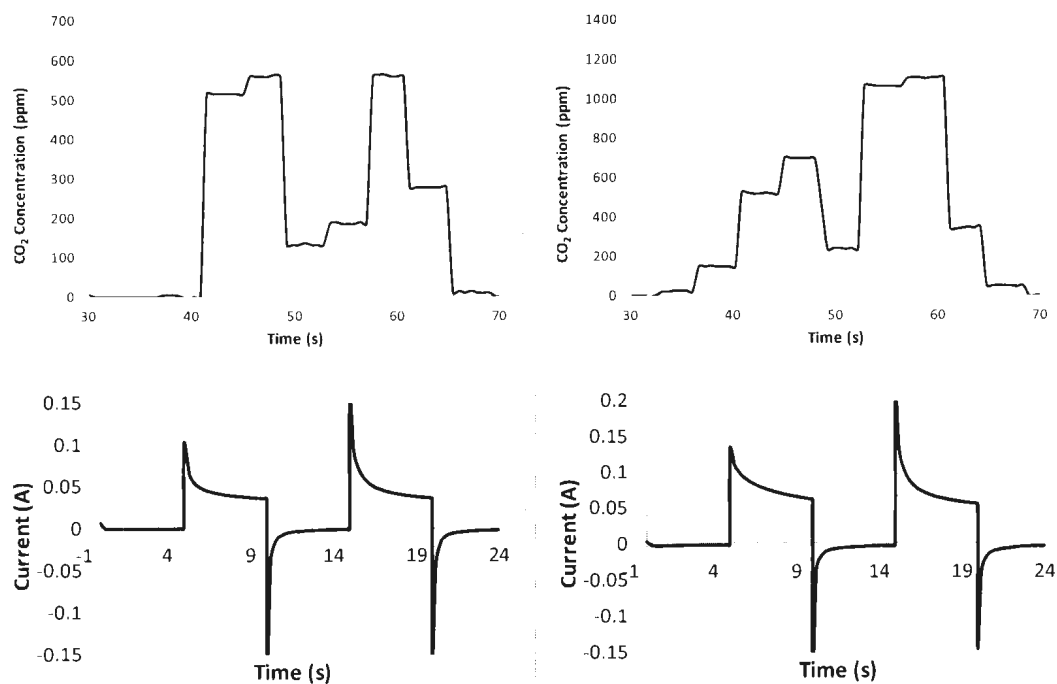 700
600
500
400
300
200
100
0
CO₂ Concentration (ppm)
30 40 50 60 70
Time (s)
1400
1200
1000
800
600
400
200
0
CO₂ Concentration (ppm)
30 40 50 60 70
Time (s)
0.15
0.1
0.05
0
-0.05
-0.1
-0.15
Current (A)
-1 4 9 14 19 24
Time (s)
0.2
0.15
0.1
0.05
0
-0.05
-0.1
-0.15
Current (A)
-1 4 9 14 19 24
Time (s)